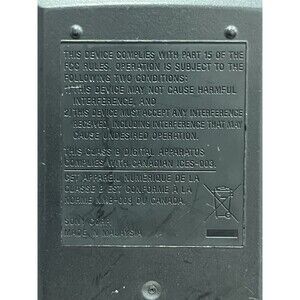 THIS DEVICE COMPLIES WITH PART 15 OF THE
FCC RULES. OPERATION IS SUBJECT TO THE
FOLLOWING TWO CONDITIONS:
1) THIS DEVICE MAY NOT CAUSE HARMFUL
INTERFERENCE, AND
2) THIS DEVICE MUST ACCEPT ANY INTERFERENCE
RECEIVED, INCLUDING INTERFERENCE THAT MAY
CAUSE UNDESIRED OPERATION.
THIS CLASS B DIGITAL APPARATUS
COMPLIES WITH CANADIAN ICES-003.
CET APPAREIL NUMERIQUE DE LA
CLASSE B EST CONFORME À LA
NORME NMB-003 DU CANADA.
SONY CORP.
MADE IN MALAYSIA